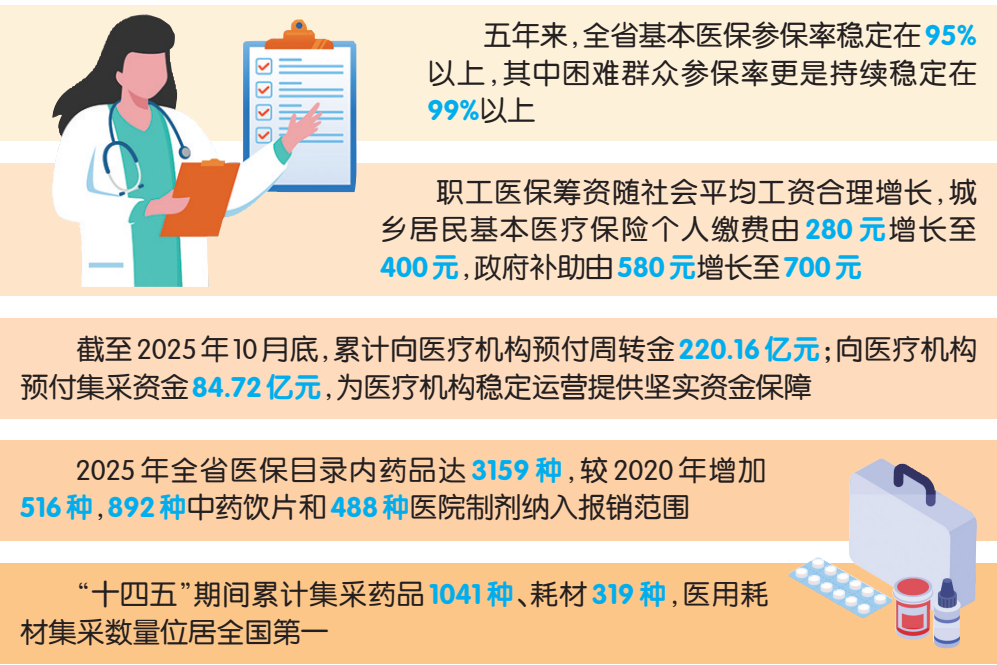 五年来,全省基本医保参保率稳定在95%
以上,其中困难群众参保率更是持续稳定在
99%以上
职工医保筹资随社会平均工资合理增长,城
乡居民基本医疗保险个人缴费由280元增长至
400元,政府补助由580元增长至700元
截至2025年10月底,累计向医疗机构预付周转金220.16亿元;向医疗机构
预付集采资金84.72亿元,为医疗机构稳定运营提供坚实资金保障
2025年全省医保目录内药品达3159种,较2020年增加
516种,892种中药饮片和488种医院制剂纳入报销范围
“十四五”期间累计集采药品1041种、耗材319种,医用耗
材集采数量位居全国第一